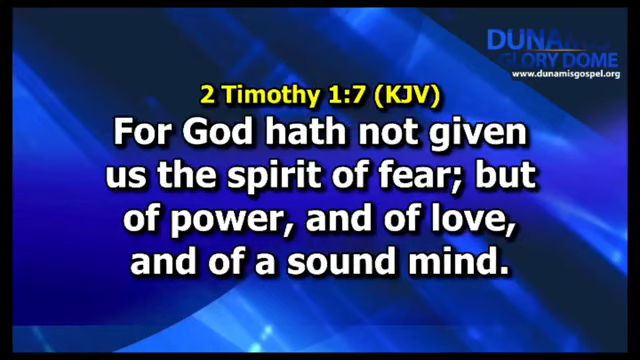 DUNAMIS
GLORY DOME
www.dunamisgospel.org
2 Timothy 1:7 (KJV)
For God hath not given
us the spirit of fear; but
of power, and of love,
and of a sound mind.